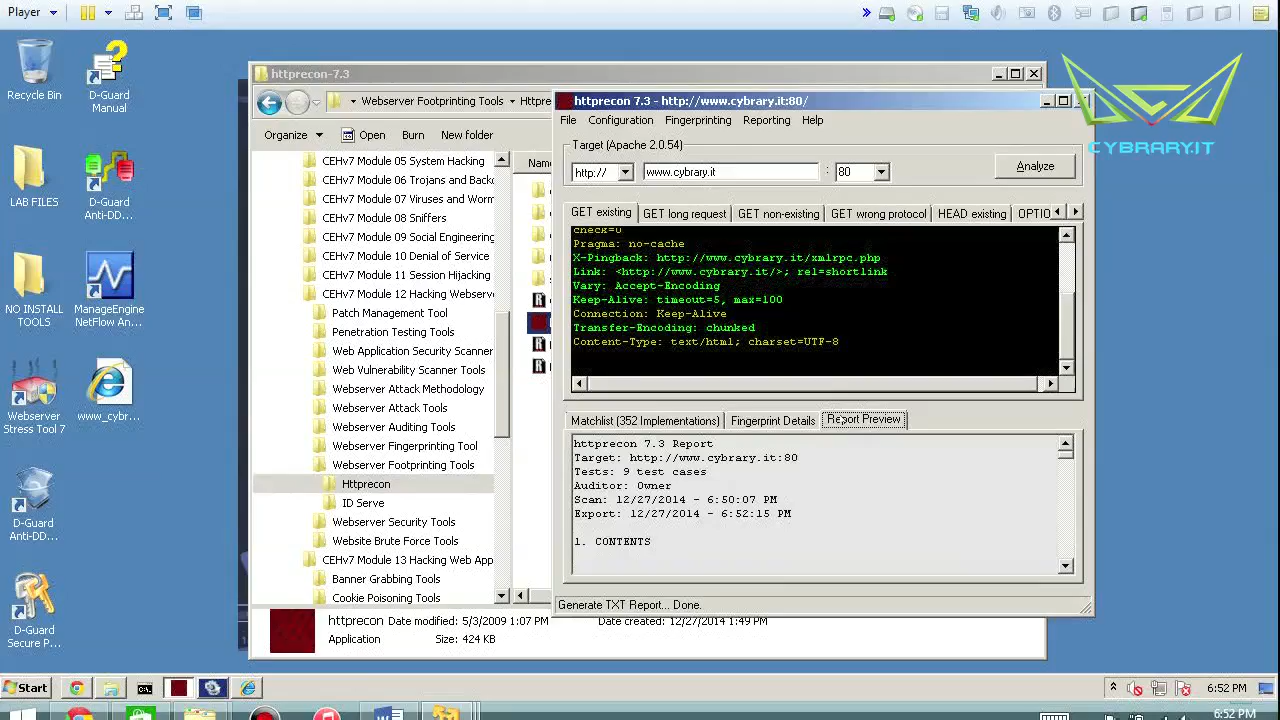 Player
Recycle Bin
D-Guard Manual
LAB FILES
D-Guard Anti-DD...
NO INSTALL TOOLS
ManageEngine NetFlow An...
Webserver Stress Tool 7
www_cybr...
D-Guard Anti-DD...
D-Guard Secure P...
httprecon-7.3
Webserver Footprinting Tools
Httpre
Organize
Open
Burn
New folder
CEHv7 Module 05 System Hacking
CEHv7 Module 06 Trojans and Back
CEHv7 Module 07 Viruses and Worm
CEHv7 Module 08 Sniffers
CEHv7 Module 09 Social Engineering
CEHv7 Module 10 Denial of Service
CEHv7 Module 11 Session Hijacking
CEHv7 Module 12 Hacking Webserve
Patch Management Tool
Penetration Testing Tools
Web Application Security Scanner
Web Vulnerability Scanner Tools
Webserver Attack Methodology
Webserver Attack Tools
Webserver Auditing Tools
Webserver Fingerprinting Tool
Webserver Footprinting Tools
Httprecon
ID Serve
Webserver Security Tools
Website Brute Force Tools
CEHv7 Module 13 Hacking Web App
Banner Grabbing Tools
Cookie Poisoning Tools
Name
httprecon Date modified: 5/3/2009 1:07 PM
Date created: 12/27/2014 1:49 PM
Application
Size: 424 KB
httprecon 7.3 - http://www.cybrary.it:80/
File Configuration Fingerprinting Reporting Help
Target (Apache 2.0.54)
http:// www.cybrary.it : 80 Analyze
GET existing GET long request GET non-existing GET wrong protocol HEAD existing OPTIO
check=0
Pragma: no-cache
X-Pingback: http://www.cybrary.it/xmlrpc.php
Link: <http://www.cybrary.it/>; rel=shortlink
Vary: Accept-Encoding
Keep-Alive: timeout=5, max=100
Connection: Keep-Alive
Transfer-Encoding: chunked
Content-Type: text/html; charset=UTF-8
Matchlist (352 Implementations) Fingerprint Details Report Preview
httprecon 7.3 Report
Target: http://www.cybrary.it:80
Tests: 9 test cases
Auditor: Owner
Scan: 12/27/2014 - 6:50:07 PM
Export: 12/27/2014 - 6:52:15 PM
1. CONTENTS
Generate TXT Report... Done.
CYBRARY.IT
Start
6:52 PM
6:52 PM